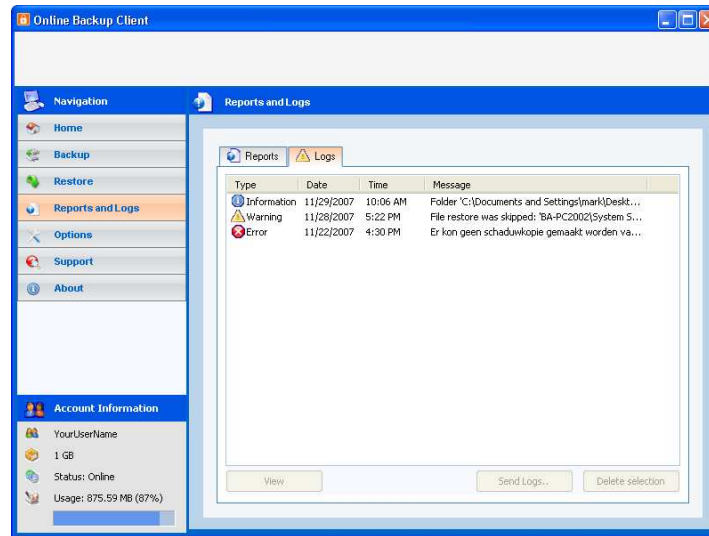 Online Backup Client
Navigation
Home
Backup
Restore
Reports and Logs
Options
Support
About
Account Information
YourUserName
1 GB
Status: Online
Usage: 875.59 MB (87%)
Reports and Logs
Reports Logs
Type Date Time Message
Information 11/29/2007 10:06 AM Folder 'C:\Documents and Settings\mark\Deskt...
Warning 11/28/2007 5:22 PM File restore was skipped: 'BA-PC2002\System S...
Error 11/22/2007 4:30 PM Er kon geen schaduwkopie gemaakt worden va...
View Send Logs.. Delete selection